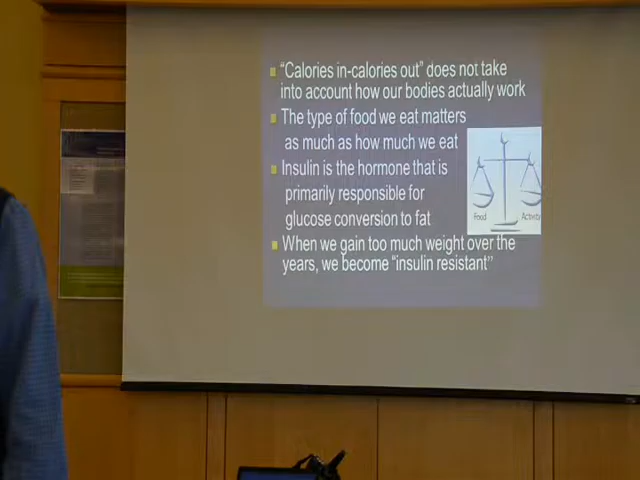 “Calories in-calories out” does not take
into account how our bodies actually work
The type of food we eat matters
as much as how much we eat
Insulin is the hormone that is
primarily responsible for
glucose conversion to fat
Food Activity
When we gain too much weight over the
years, we become “insulin resistant”